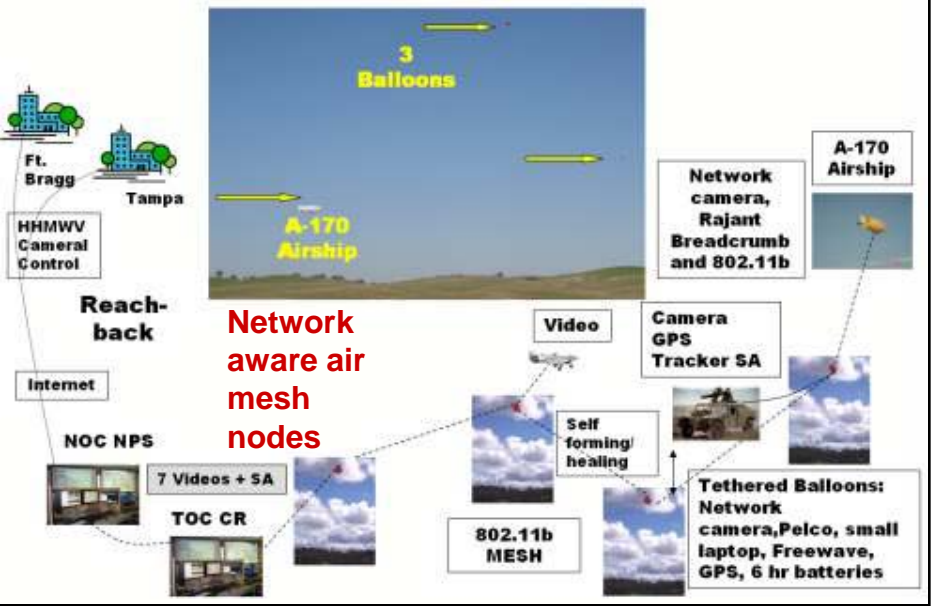 3
Balloons
A-170
Airship
Ft.
Bragg
Tampa
HHMWV
Cameral
Control
Reach-
back
Internet
NOC NPS
7 Videos + SA
TOC CR
Network
aware air
mesh
nodes
Video
Camera
GPS
Tracker SA
Network
camera,
Rajant
Breadcrumb
and 802.11b
A-170
Airship
Self
forming/
healing
802.11b
MESH
Tethered Balloons:
Network
camera,Pelco, small
laptop, Freewave,
GPS, 6 hr batteries